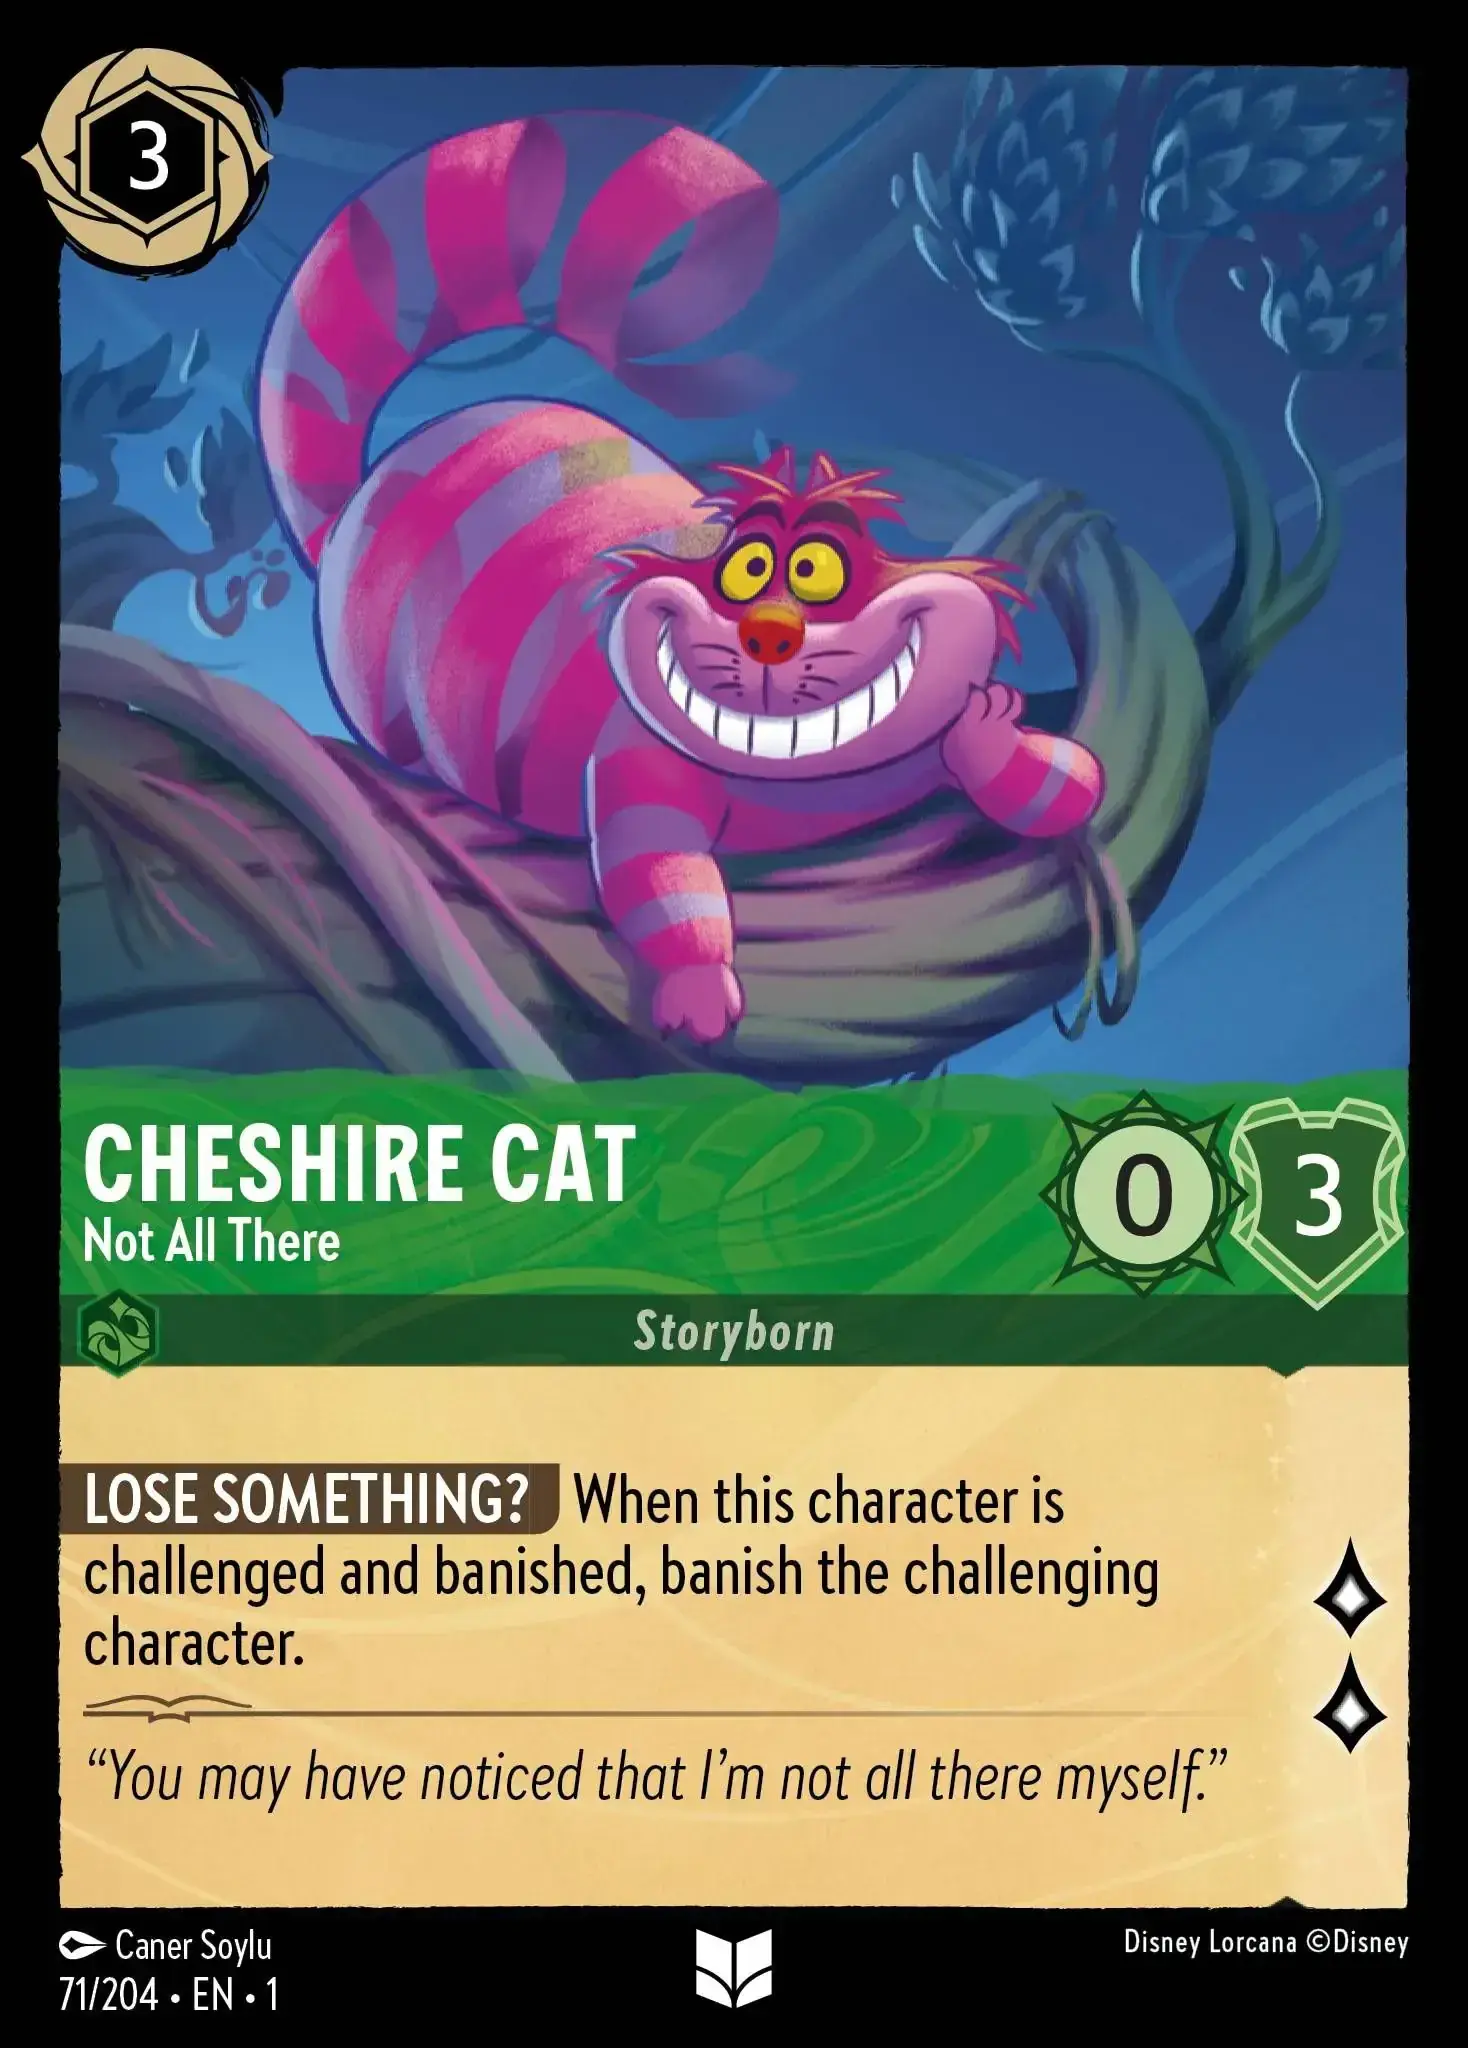 3
CHESHIRE CAT
Not All There
0
3
Storyborn
LOSE SOMETHING? When this character is
challenged and banished, banish the challenging
character.
“You may have noticed that I’m not all there myself.”
Caner Soylu
71/204 • EN • 1
Disney Lorcana ©Disney